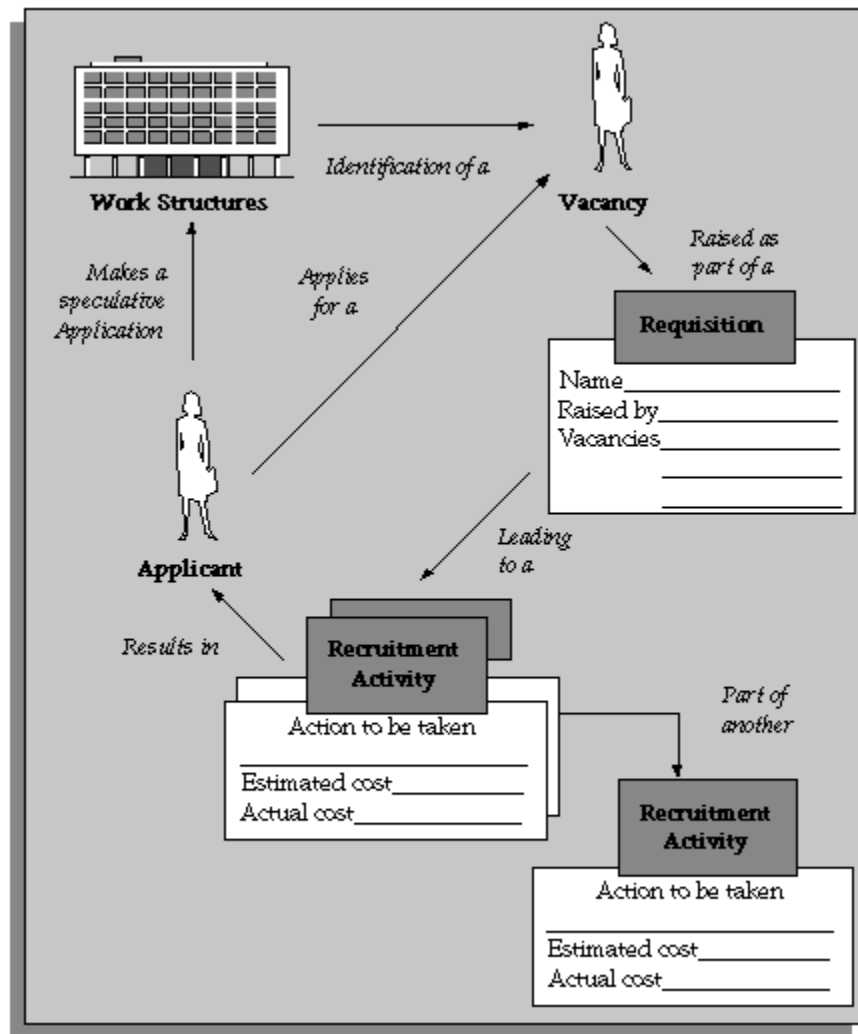 Identification of a
Work Structures
Vacancy
Makes a
speculative
Application
Applies
for a
Raised as
part of a
Requisition
Name
Raised by
Vacancies
Applicant
Leading
to a
Results in
Recruitment
Activity
Action to be taken
Estimated cost
Actual cost
Part of
another
Recruitment
Activity
Action to be taken
Estimated cost
Actual cost